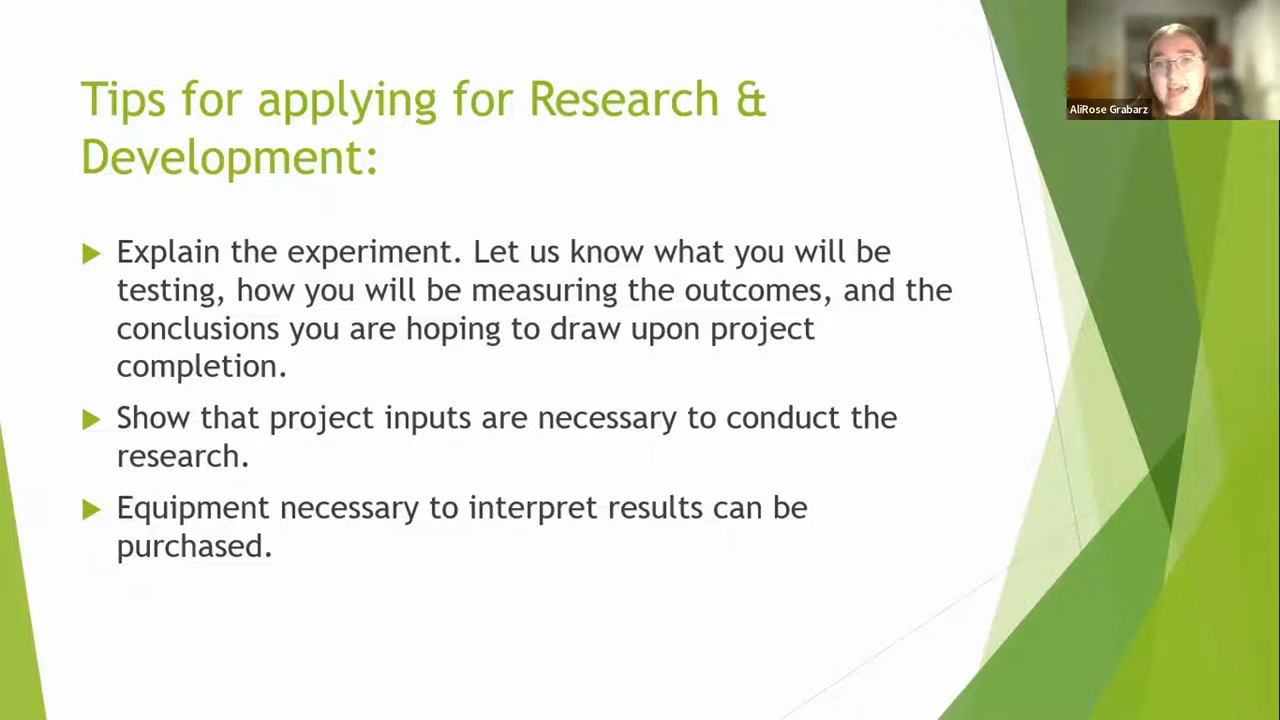 Tips for applying for Research &
Development:
Explain the experiment. Let us know what you will be
testing, how you will be measuring the outcomes, and the
conclusions you are hoping to draw upon project
completion.
Show that project inputs are necessary to conduct the
research.
Equipment necessary to interpret results can be
purchased.
AliRose Grabarz